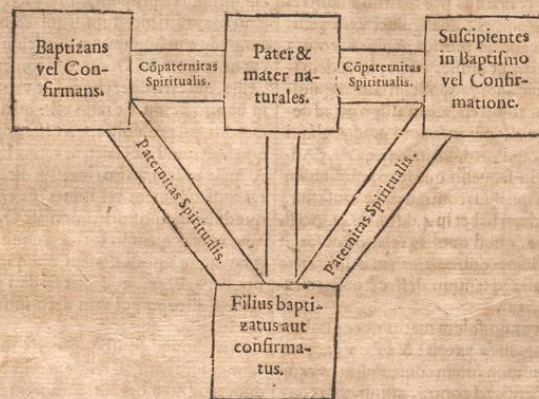 Baptizans
vel Con-
firmans.
Cōpaternitas
Spiritualis.
Pater &
mater na-
turales.
Cōpaternitas
Spiritualis.
Suscipientes
in Baptismo
vel Confir-
matione.
Paternitas Spiritualis.
Paternitas Spiritualis.
Filius bapti-
zatus aut
confirma-
tus.